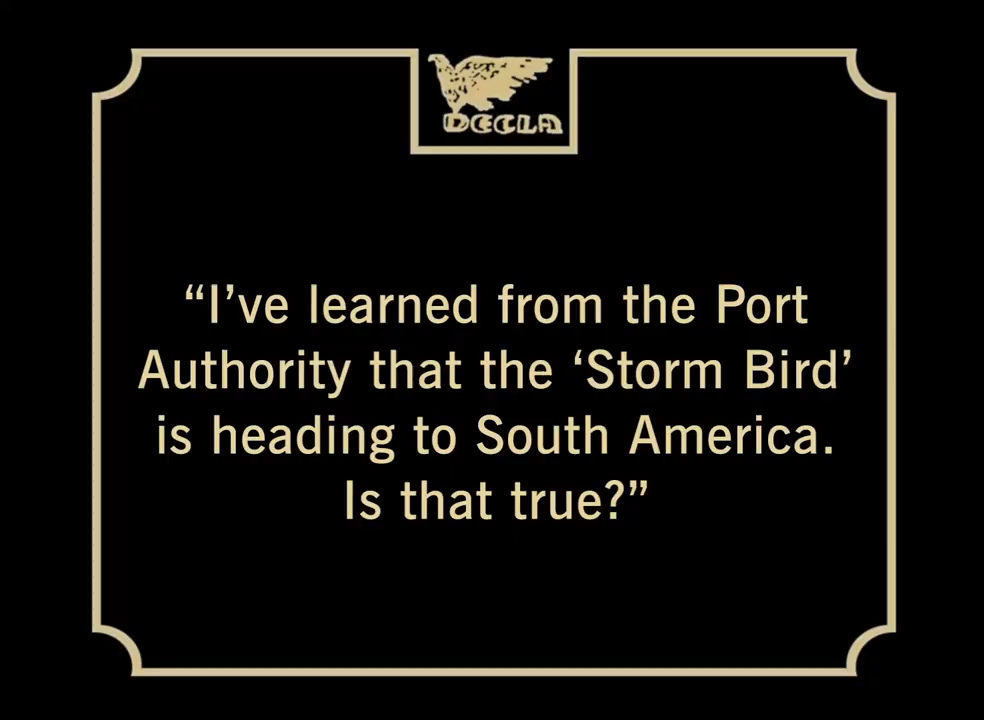 DECLA
“I’ve learned from the Port
Authority that the ‘Storm Bird’
is heading to South America.
Is that true?”